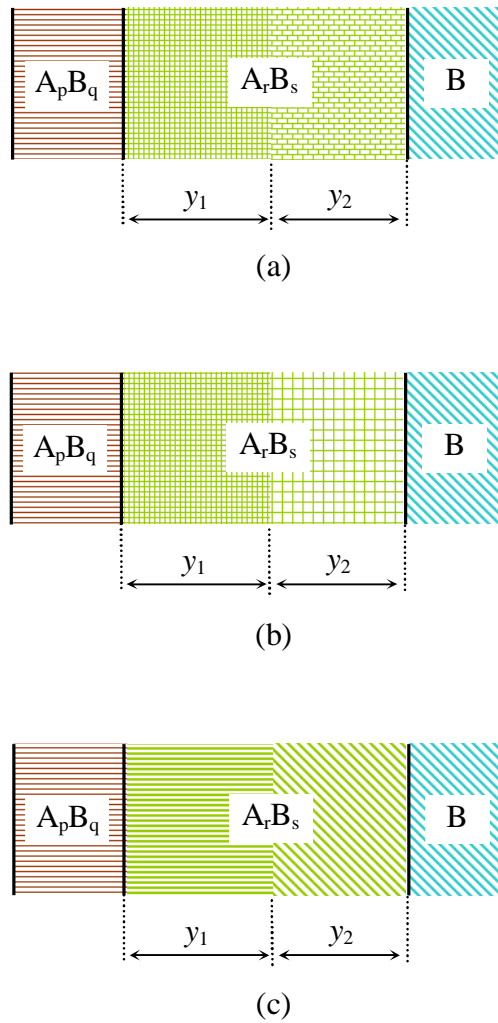 ApBq ArBs B
y1 y2
(a)
ApBq ArBs B
y1 y2
(b)
ApBq ArBs B
y1 y2
(c)